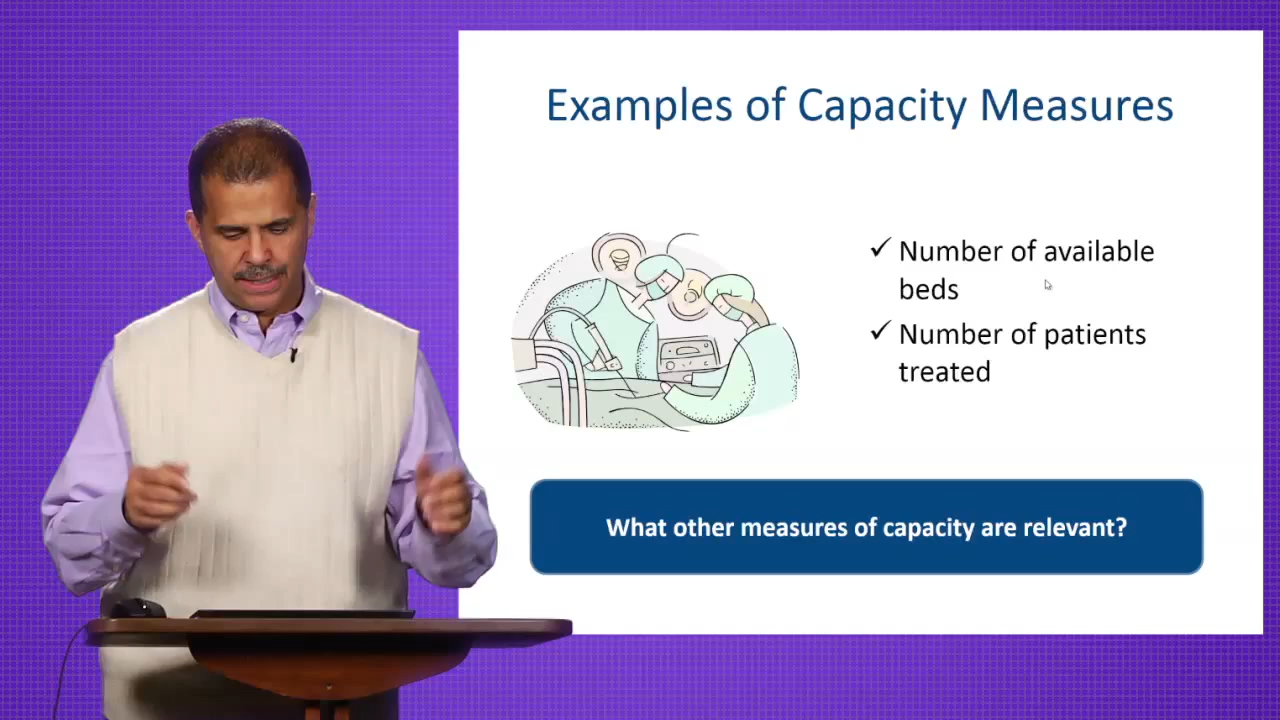 Examples of Capacity Measures
✓ Number of available
beds
✓ Number of patients
treated
What other measures of capacity are relevant?